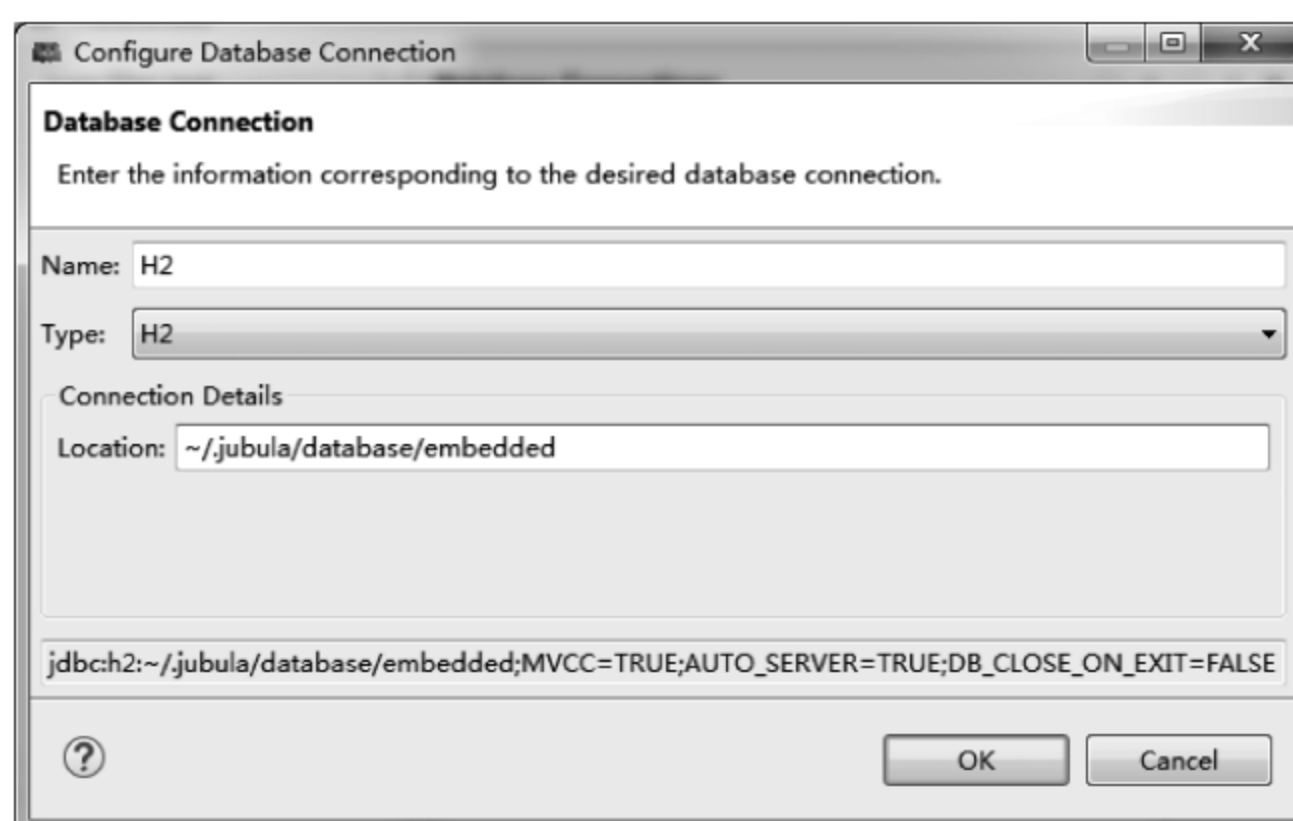 Configure Database Connection
Database Connection
Enter the information corresponding to the desired database connection.
Name: H2
Type: H2
Connection Details
Location: ~/.jubula/database/embedded
jdbc:h2:~/.jubula/database/embedded;MVCC=TRUE;AUTO_SERVER=TRUE;DB_CLOSE_ON_EXIT=FALSE
? OK Cancel